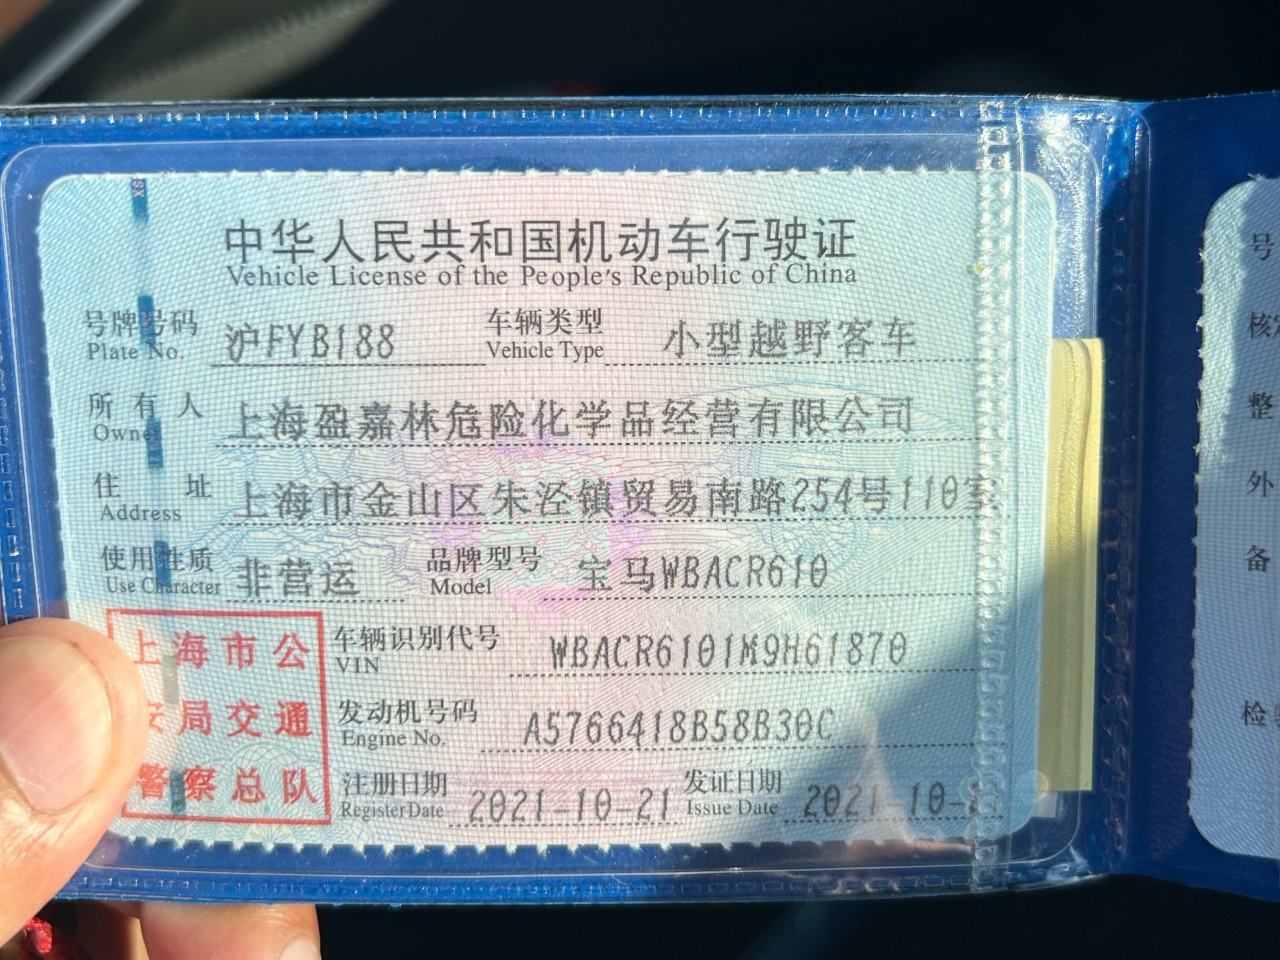 中华人民共和国机动车行驶证
Vehicle License of the People's Republic of China
号牌号码 沪FYB188 车辆类型 小型越野客车
Plate No. Vehicle Type
所有人 上海盈嘉林危险化学品经营有限公司
Owner
住址 上海市金山区朱泾镇贸易南路254号110室
Address
使用性质 非营运 品牌型号 宝马WBACR610
Use Character Model
上海市公
安局交通
警察总队
车辆识别代号 WBACR6101M9H61870
VIN
发动机号码 A5766418B58B30C
Engine No.
注册日期 2021-10-21 发证日期 2021-10-
Register Date Issue Date
号
核
整
外
备
检